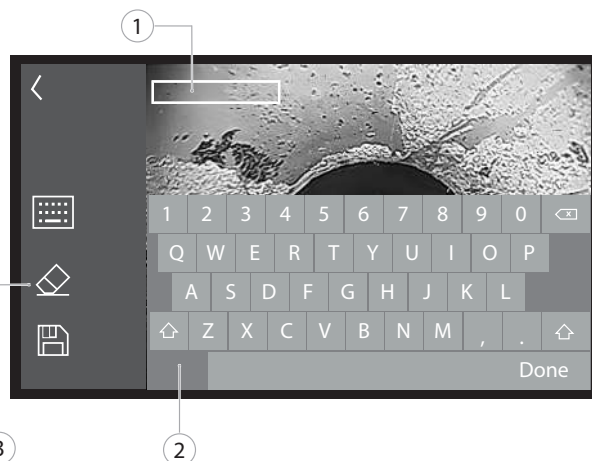 1
1 2 3 4 5 6 7 8 9 0
Q W E R T Y U I O P
A S D F G H J K L
Z X C V B N M , .
Done
2